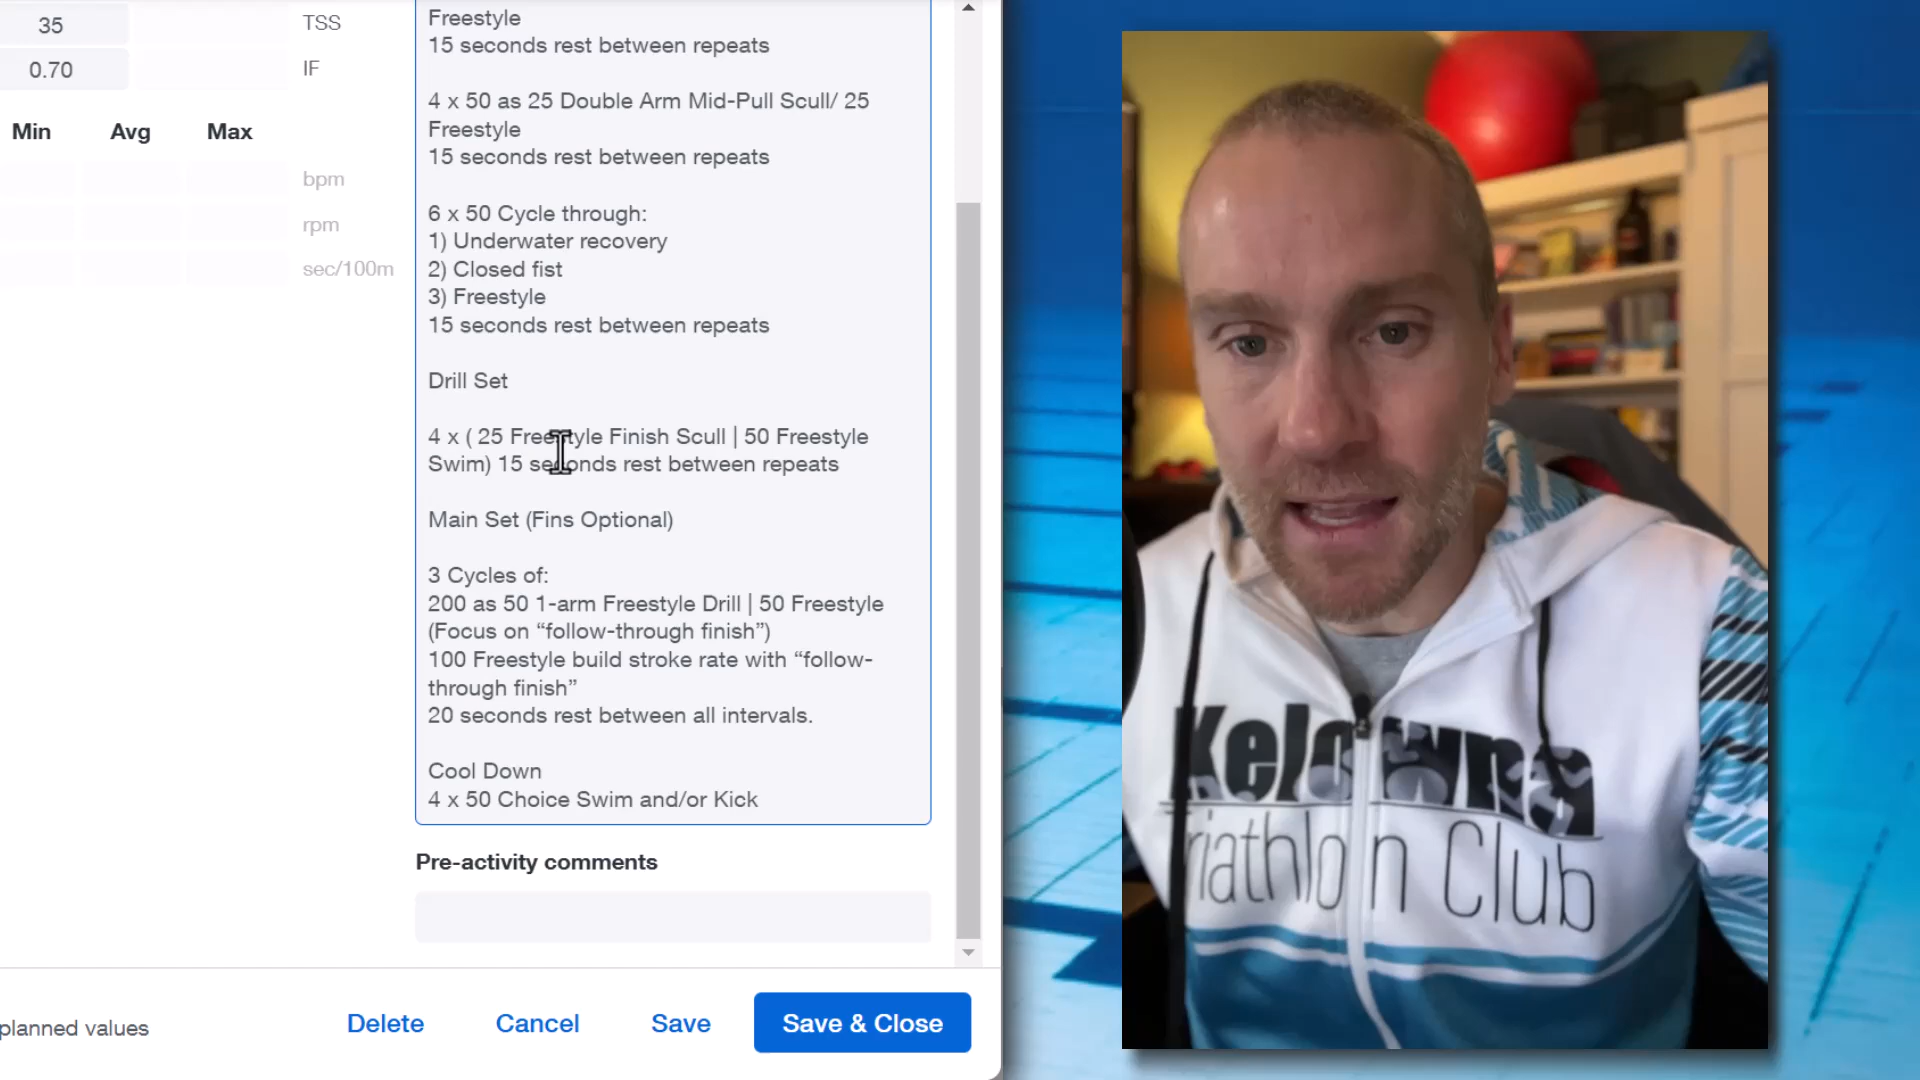 35 TSS
0.70 IF
Min Avg Max
bpm
rpm
sec/100m
Freestyle
15 seconds rest between repeats
4 x 50 as 25 Double Arm Mid-Pull Scull/ 25
Freestyle
15 seconds rest between repeats
6 x 50 Cycle through:
1) Underwater recovery
2) Closed fist
3) Freestyle
15 seconds rest between repeats
Drill Set
4 x ( 25 Freestyle Finish Scull | 50 Freestyle
Swim) 15 seconds rest between repeats
Main Set (Fins Optional)
3 Cycles of:
200 as 50 1-arm Freestyle Drill | 50 Freestyle
(Focus on “follow-through finish”)
100 Freestyle build stroke rate with “follow-
through finish”
20 seconds rest between all intervals.
Cool Down
4 x 50 Choice Swim and/or Kick
Pre-activity comments
planned values
Delete Cancel Save Save & Close
Kelowna
riathlon Club